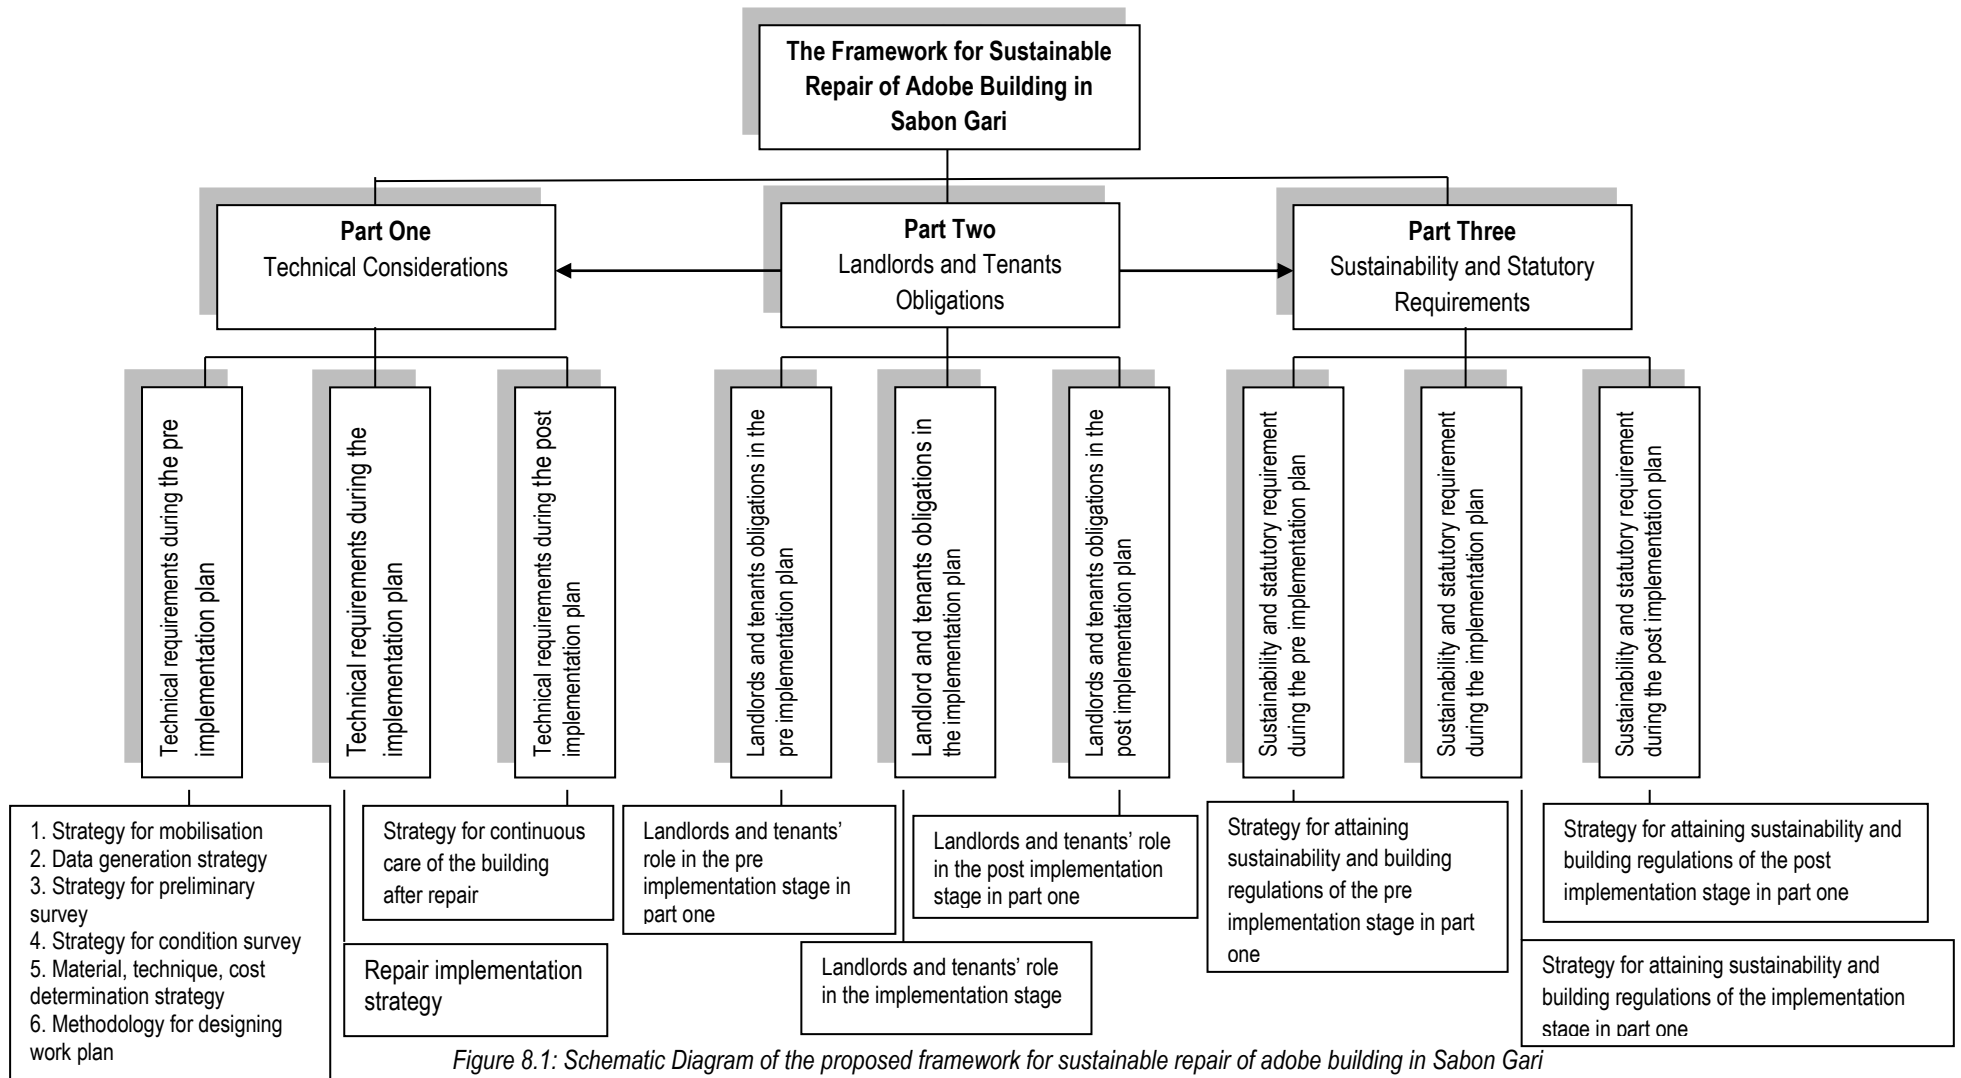 The Framework for Sustainable
Repair of Adobe Building in
Sabon Gari
Part One
Technical Considerations
Part Two
Landlords and Tenants
Obligations
Part Three
Sustainability and Statutory
Requirements
Technical requirements during the pre
implementation plan
Technical requirements during the
implementation plan
Technical requirements during the post
implementation plan
Landlords and tenants obligations in the
pre implementation plan
Landlord and tenants obligations in
the implementation plan
Landlords and tenants obligations in the
post implementation plan
Sustainability and statutory requirement
during the pre implementation plan
Sustainability and statutory requirement
during the implementation plan
Sustainability and statutory requirement
during the post implementation plan
1. Strategy for mobilisation
2. Data generation strategy
3. Strategy for preliminary
survey
4. Strategy for condition survey
5. Material, technique, cost
determination strategy
6. Methodology for designing
work plan
Repair implementation
strategy
Strategy for continuous
care of the building
after repair
Landlords and tenants’
role in the pre
implementation stage in
part one
Landlords and tenants’ role
in the implementation stage
Landlords and tenants’ role
in the post implementation
stage in part one
Strategy for attaining
sustainability and building
regulations of the pre
implementation stage in part
one
Strategy for attaining sustainability and
building regulations of the implementation
stage in part one
Strategy for attaining sustainability and
building regulations of the post
implementation stage in part one
Figure 8.1: Schematic Diagram of the proposed framework for sustainable repair of adobe building in Sabon Gari